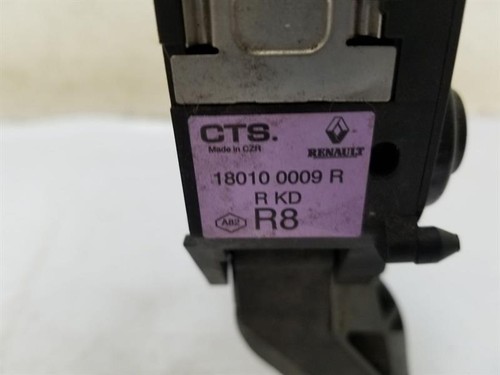 CTS.
Made in CZR
RENAULT
18010 0009 R
R KD
A82
R8